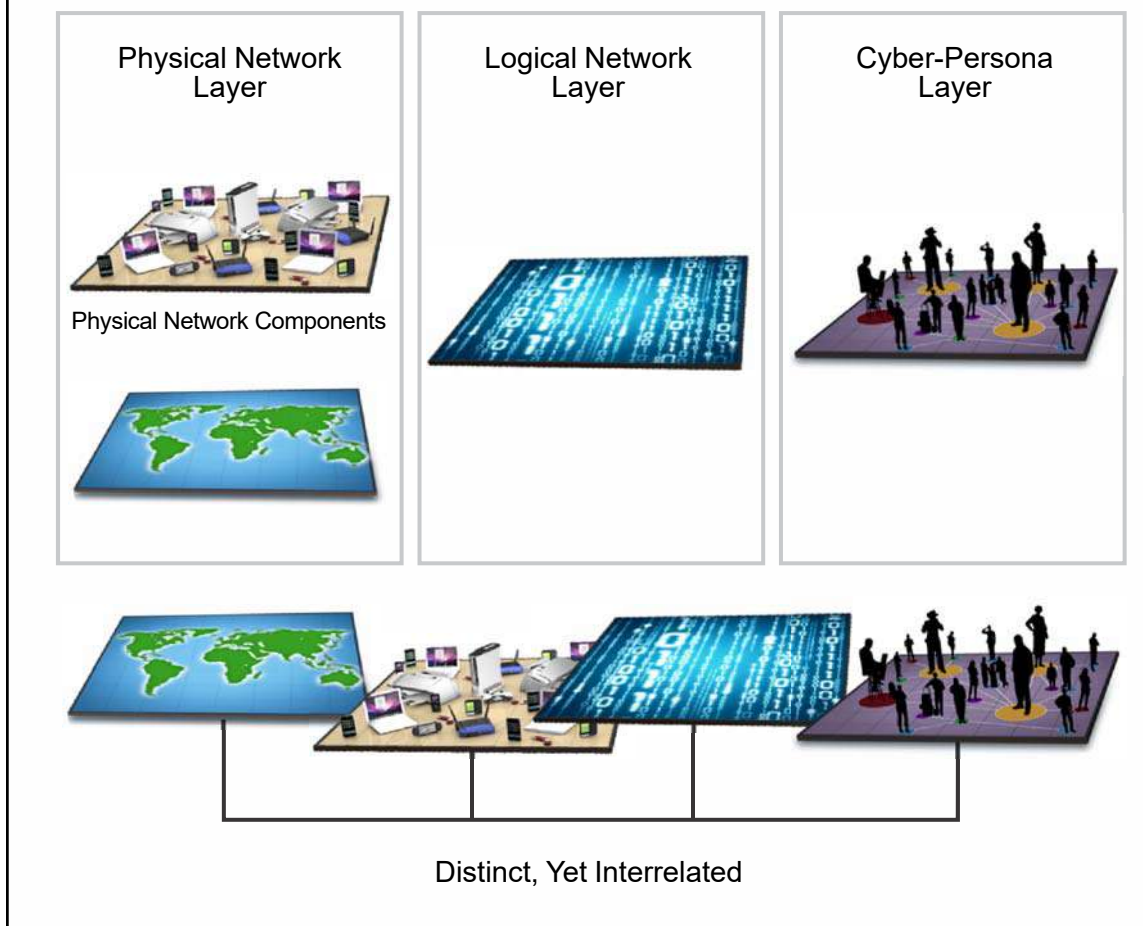 Physical Network
Layer
Logical Network
Layer
Cyber-Persona
Layer
Physical Network Components
Distinct, Yet Interrelated